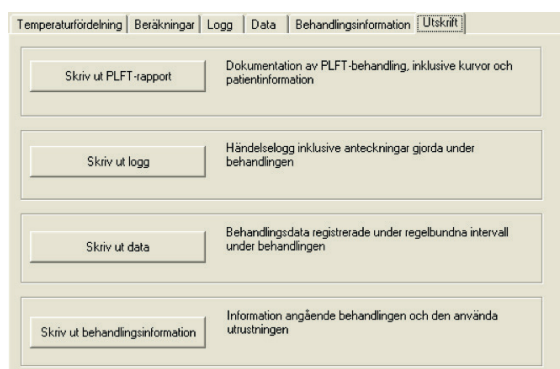 Temperaturfördelning Beräkningar Logg Data Behandlingsinformation Utskrift
Skriv ut PLFT-rapport
Dokumentation av PLFT-behandling, inklusive kurvor och
patientinformation
Skriv ut logg
Händelselogg inklusive anteckningar gjorda under
behandlingen
Skriv ut data
Behandlingsdata registrerade under regelbundna intervall
under behandlingen
Skriv ut behandlingsinformation
Information angående behandlingen och den använda
utrustningen